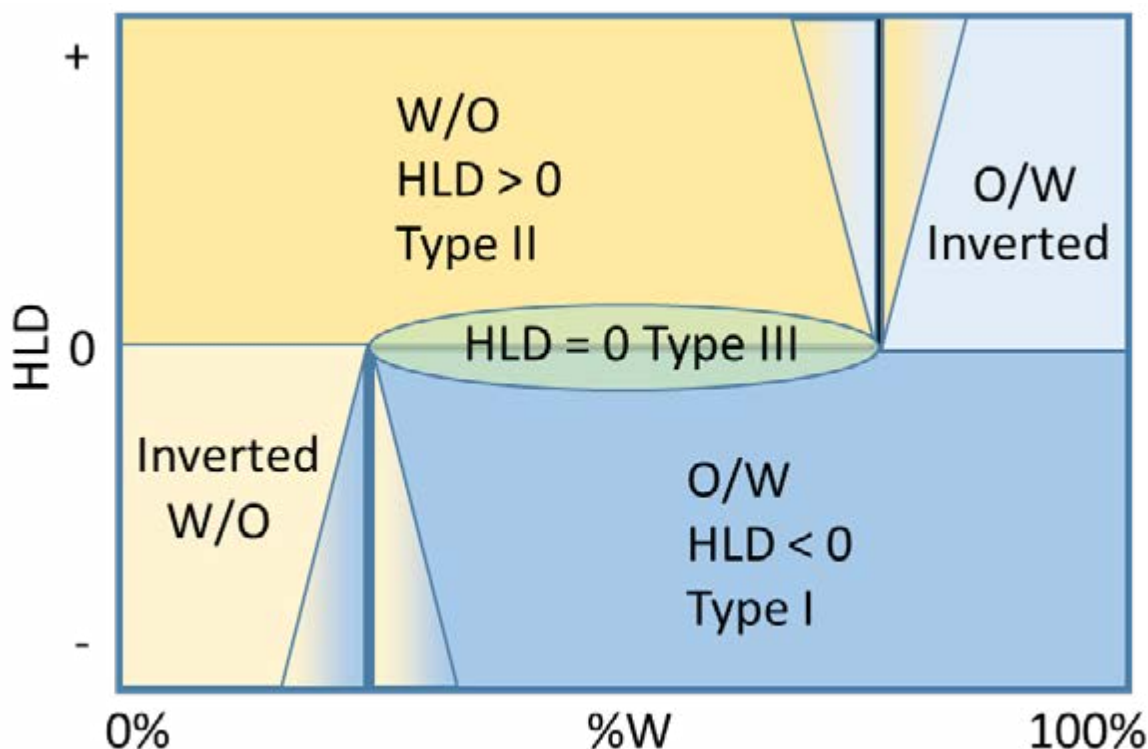 +
W/O
HLD > 0
Type II
O/W
Inverted
HLD
0
HLD = 0 Type III
Inverted
W/O
O/W
HLD < 0
Type I
-
0%
%W
100%